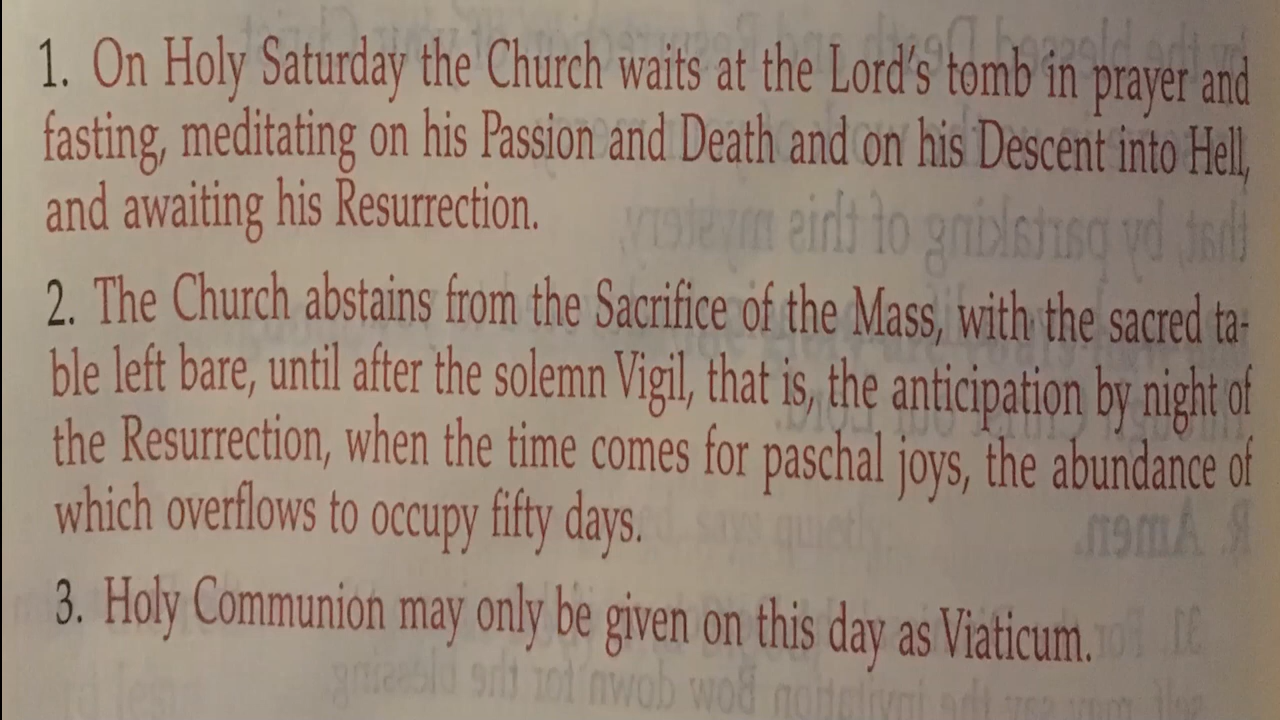 1. On Holy Saturday the Church waits at the Lord's tomb in prayer and
fasting, meditating on his Passion and Death and on his Descent into Hell,
and awaiting his Resurrection.
2. The Church abstains from the Sacrifice of the Mass, with the sacred ta-
ble left bare, until after the solemn Vigil, that is, the anticipation by night of
the Resurrection, when the time comes for paschal joys, the abundance of
which overflows to occupy fifty days.
3. Holy Communion may only be given on this day as Viaticum.